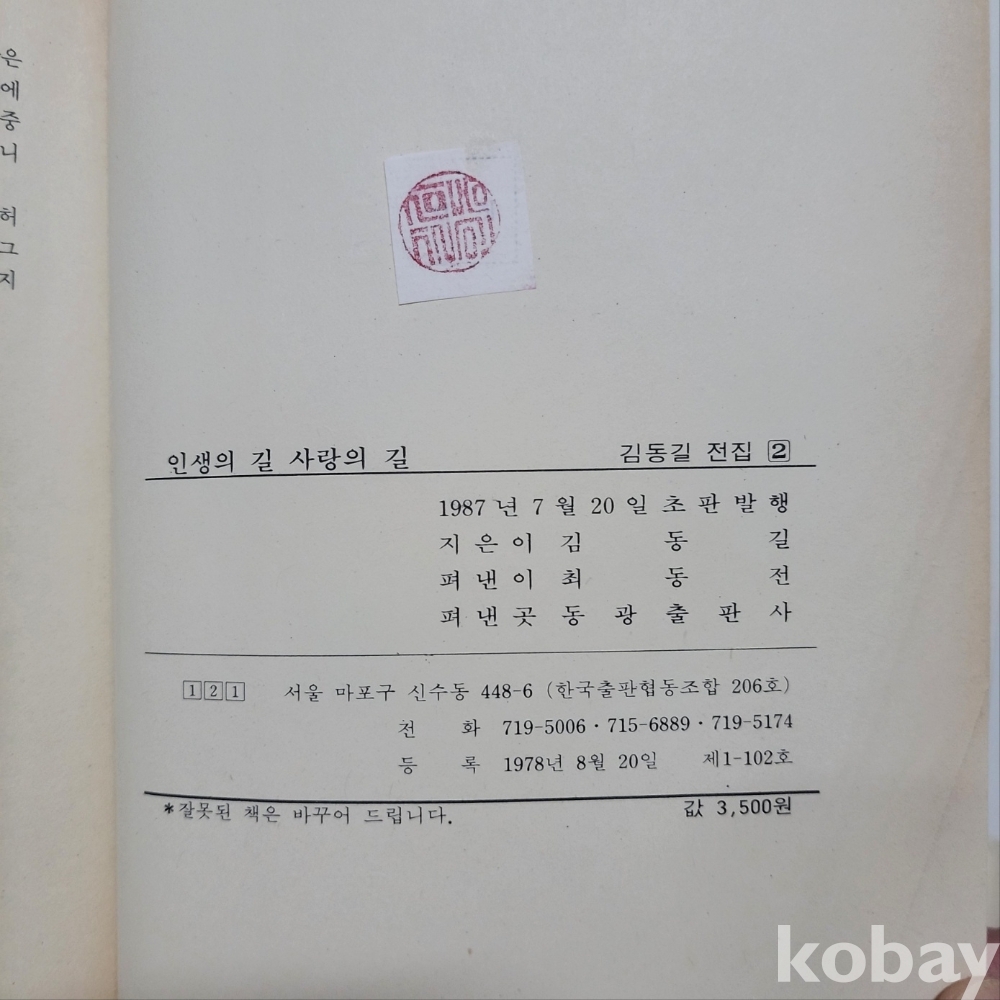 은
에
중
니
허
그
지
인생의 길 사랑의 길 김동길 전집 2
1987년 7월 20일 초판발행
지은이 김동길
펴낸이 최동전
펴낸곳 동광출판사
121 서울 마포구 신수동 448-6 (한국출판협동조합 206호)
전화 719-5006·715-6889·719-5174
등록 1978년 8월 20일 제1-102호
*잘못된 책은 바꾸어 드립니다. 값 3,500원
kobay